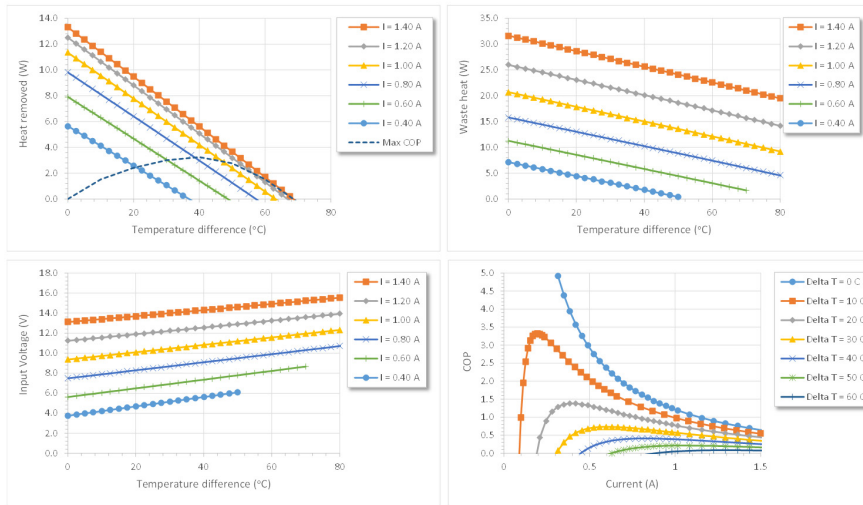 14.0
12.0
10.0
8.0
6.0
4.0
2.0
0.0
Heat removed (W)
0 20 40 60 80
Temperature difference (°C)
I = 1.40 A
I = 1.20 A
I = 1.00 A
I = 0.80 A
I = 0.60 A
I = 0.40 A
Max COP
35.0
30.0
25.0
20.0
15.0
10.0
5.0
0.0
Waste heat (W)
0 20 40 60 80
Temperature difference (°C)
I = 1.40 A
I = 1.20 A
I = 1.00 A
I = 0.80 A
I = 0.60 A
I = 0.40 A
18.0
16.0
14.0
12.0
10.0
8.0
6.0
4.0
2.0
0.0
Input Voltage (V)
0 20 40 60 80
Temperature difference (°C)
I = 1.40 A
I = 1.20 A
I = 1.00 A
I = 0.80 A
I = 0.60 A
I = 0.40 A
5.0
4.5
4.0
3.5
3.0
2.5
2.0
1.5
1.0
0.5
0.0
COP
0 0.5 1 1.5
Current (A)
Delta T = 0 C
Delta T = 10 C
Delta T = 20 C
Delta T = 30 C
Delta T = 40 C
Delta T = 50 C
Delta T = 60 C